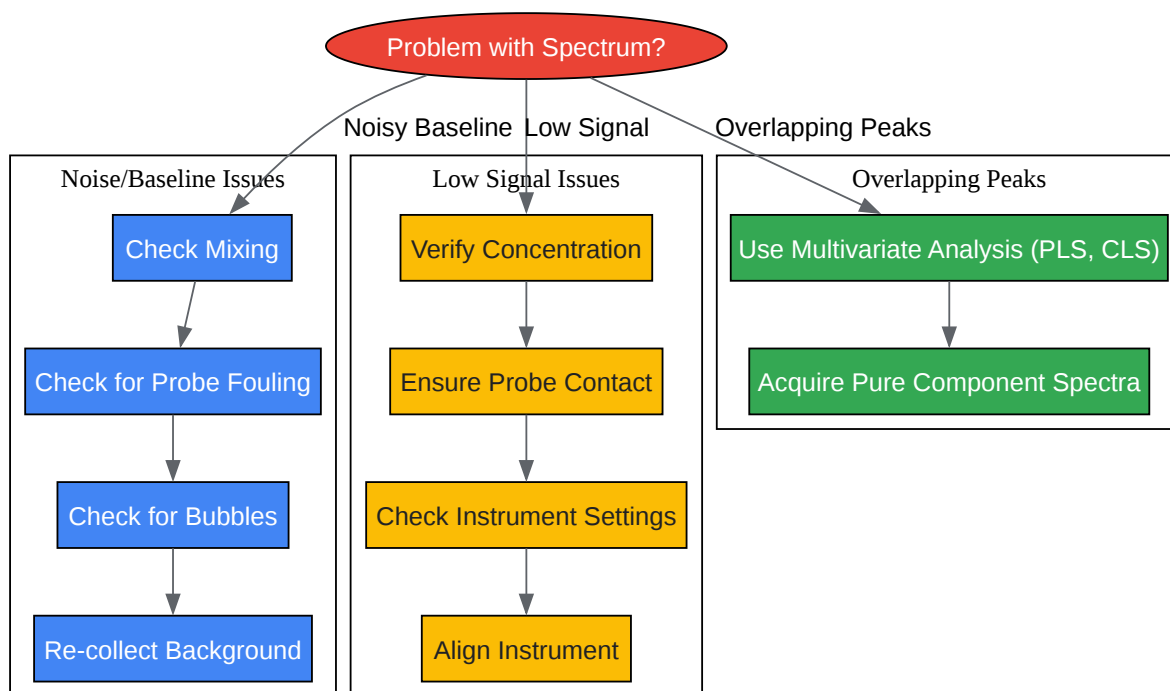 Problem with Spectrum?
Noisy Baseline
Low Signal
Overlapping Peaks
Noise/Baseline Issues
Check Mixing
Check for Probe Fouling
Check for Bubbles
Re-collect Background
Low Signal Issues
Verify Concentration
Ensure Probe Contact
Check Instrument Settings
Align Instrument
Overlapping Peaks
Use Multivariate Analysis (PLS, CLS)
Acquire Pure Component Spectra